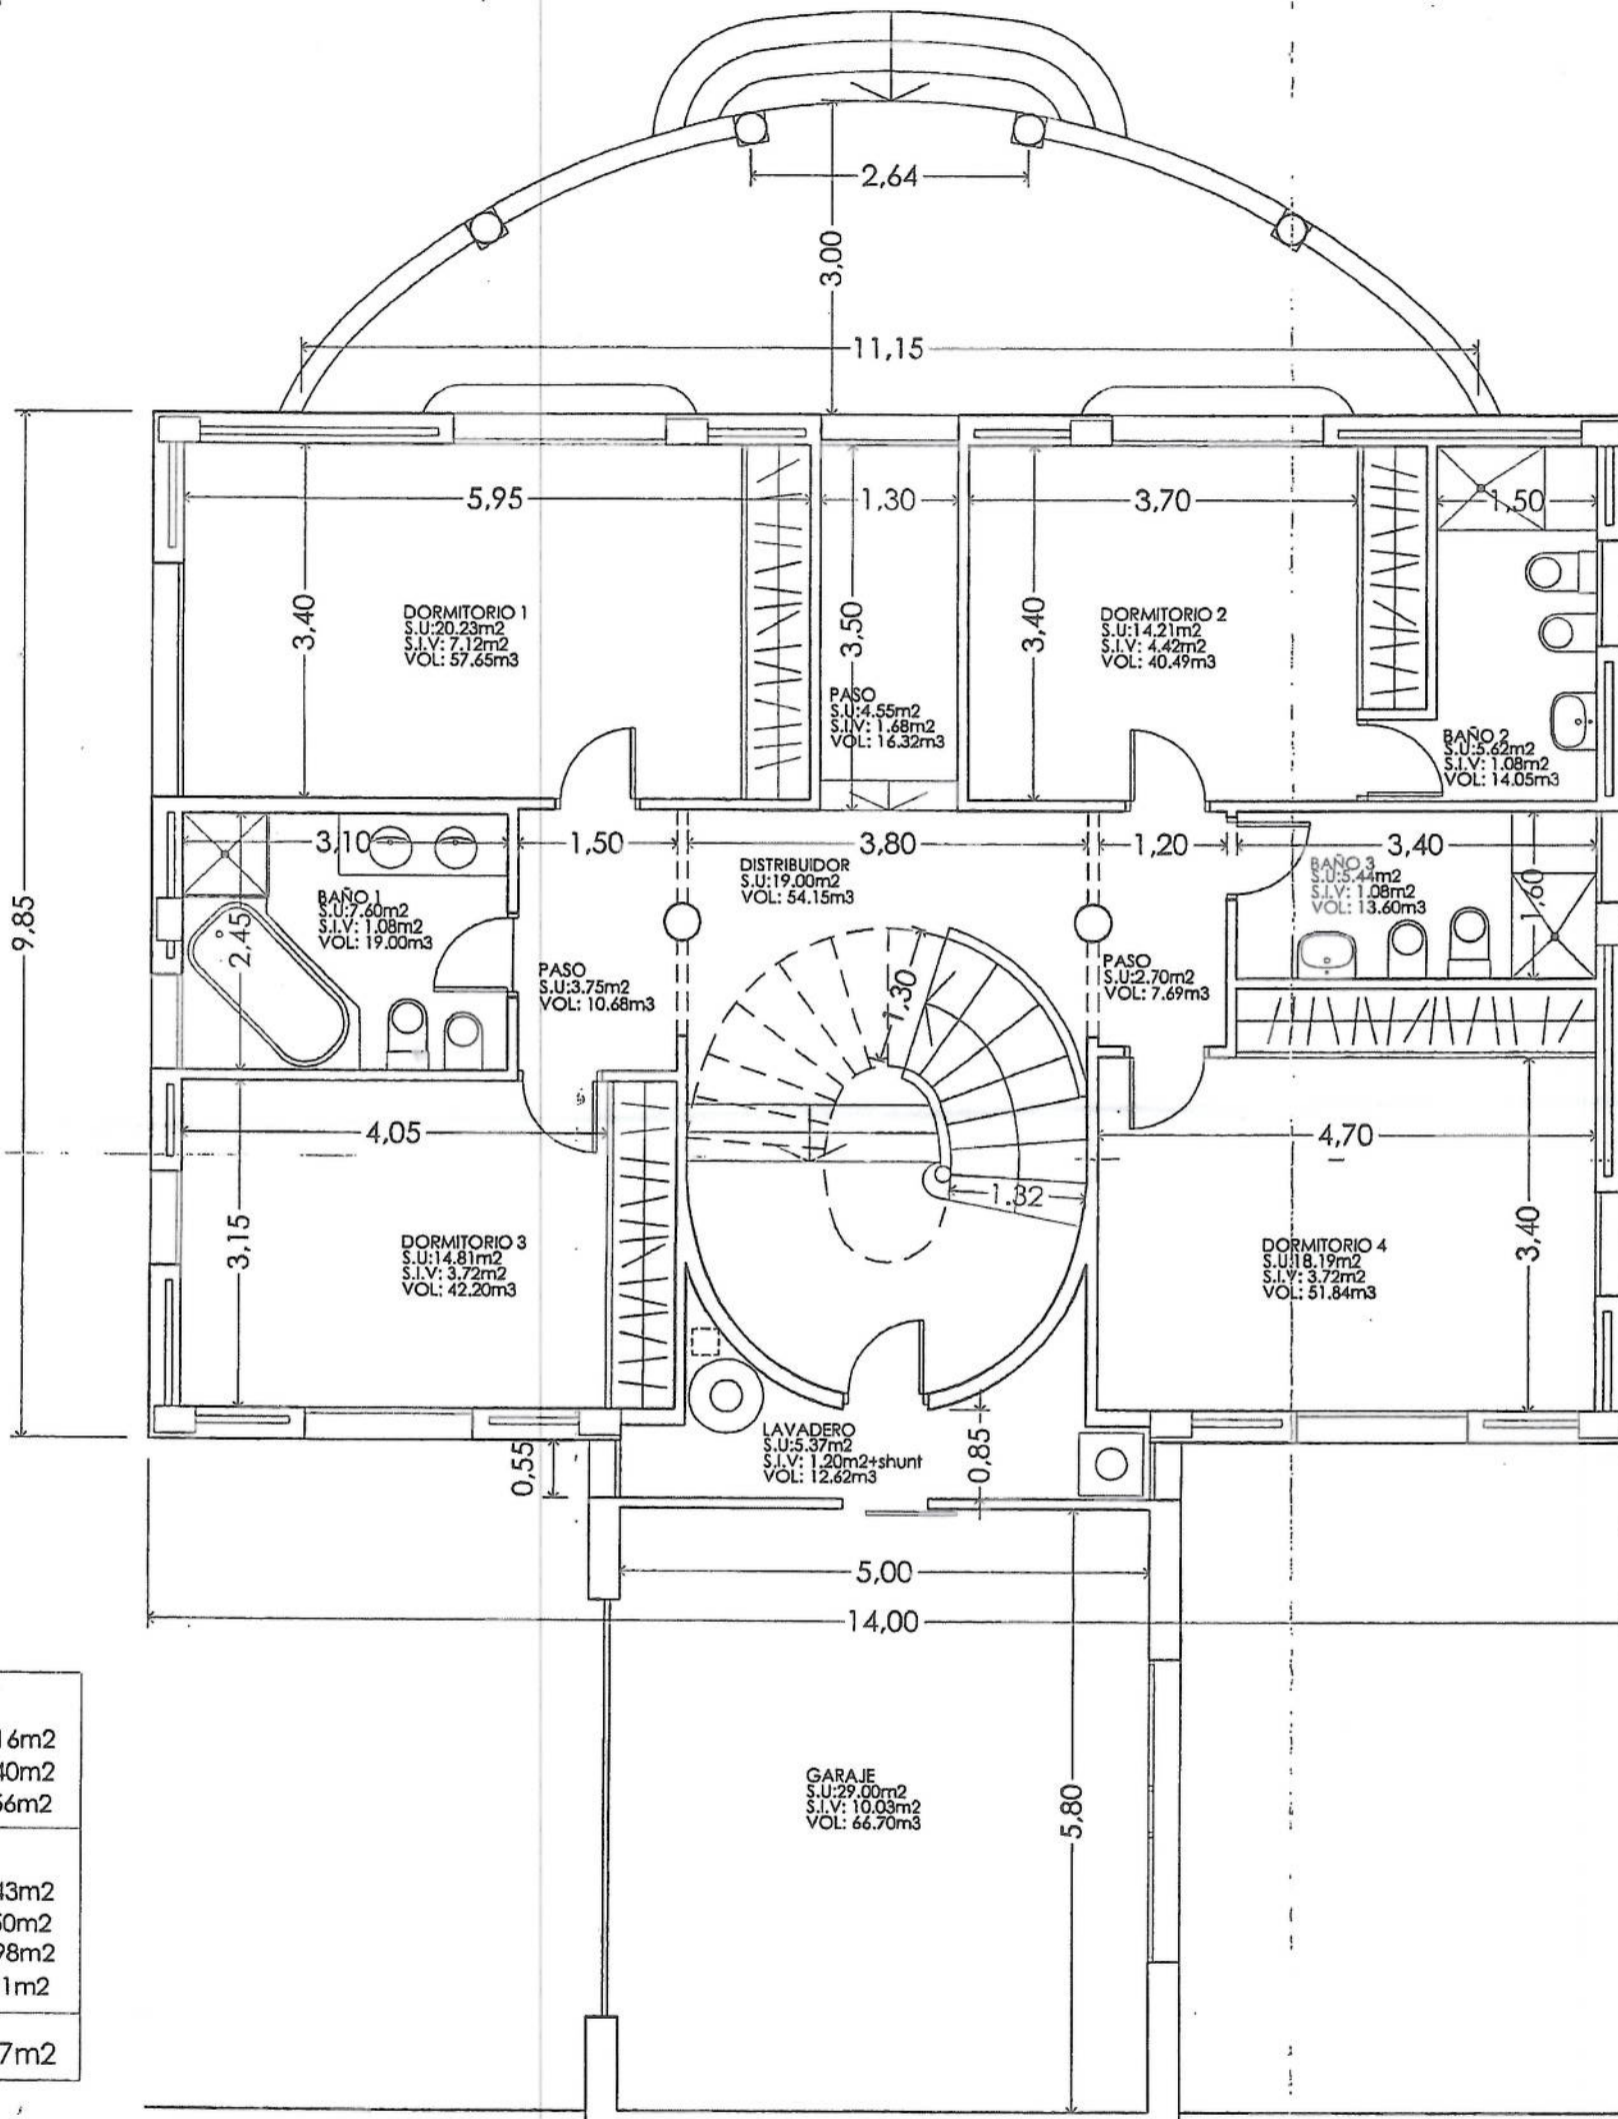 2,64
3,00
11,15
5,95
1,30
3,70
1,50
3,40
3,50
3,40
DORMITORIO 1
S.U:20.23m2
S.I.V: 7.12m2
VOL: 57.65m3
DORMITORIO 2
S.U:14.21m2
S.I.V: 4.42m2
VOL: 40.49m3
PASO
S.U:4.55m2
S.I.V: 1.68m2
VOL: 16.32m3
BAÑO 2
S.U:5.62m2
S.I.V: 1.08m2
VOL: 14.05m3
9,85
3,10
1,50
3,80
1,20
3,40
DISTRIBUIDOR
S.U:19.00m2
VOL: 54.15m3
BAÑO 3
S.U:5.44m2
S.I.V: 1.08m2
VOL: 13.60m3
1,60
BAÑO 1
S.U:7.60m2
S.I.V: 1.08m2
VOL: 19.00m3
2,45
PASO
S.U:3.75m2
VOL: 10.68m3
1,30
PASO
S.U:2.70m2
VOL: 7.69m3
4,05
4,70
1.32
3,15
3,40
DORMITORIO 3
S.U:14.81m2
S.I.V: 3.72m2
VOL: 42.20m3
DORMITORIO 4
S.U:18.19m2
S.I.V: 3.72m2
VOL: 51.84m3
LAVADERO
S.U:5.37m2
S.I.V: 1.20m2+shunt
VOL: 12.62m3
0,55
0,85
5,00
14,00
GARAJE
S.U:29.00m2
S.I.V: 10.03m2
VOL: 66.70m3
5,80
16m2
40m2
56m2
43m2
50m2
98m2
1m2
7m2